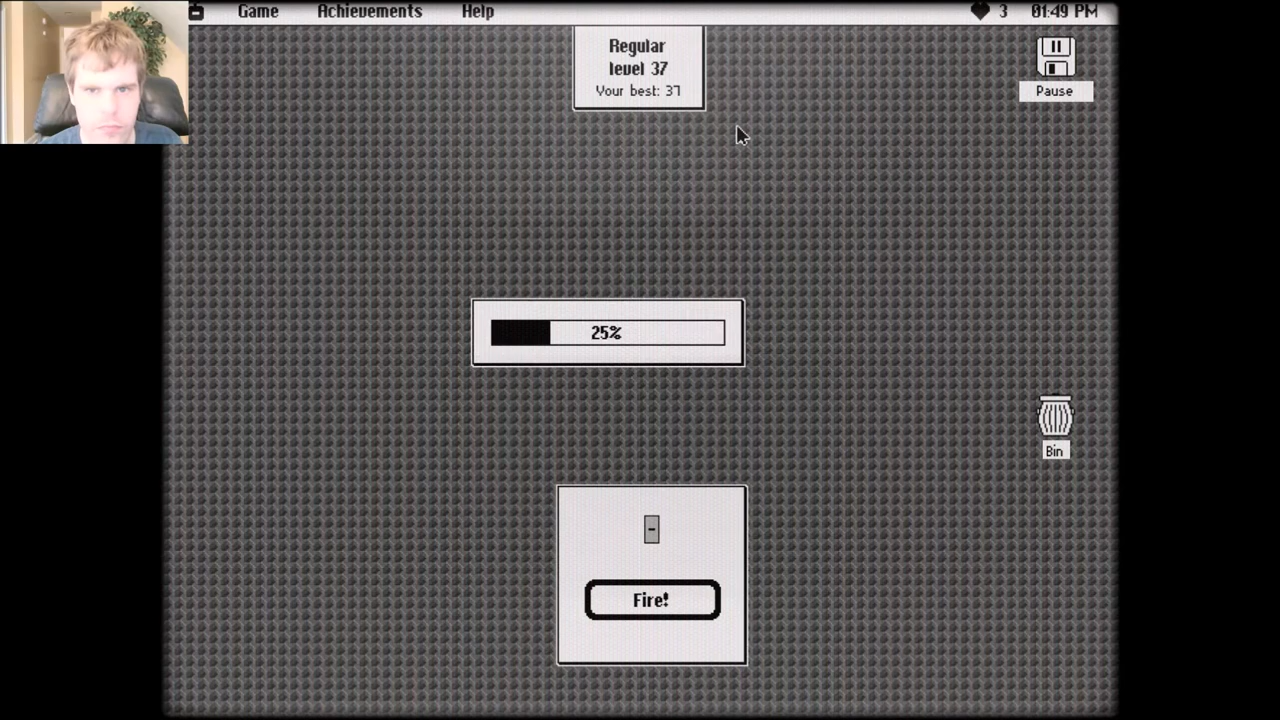 Game Achievements Help 3 01:49 PM
Regular
level 37
Your best: 37
Pause
25%
Bin
-
Fire!